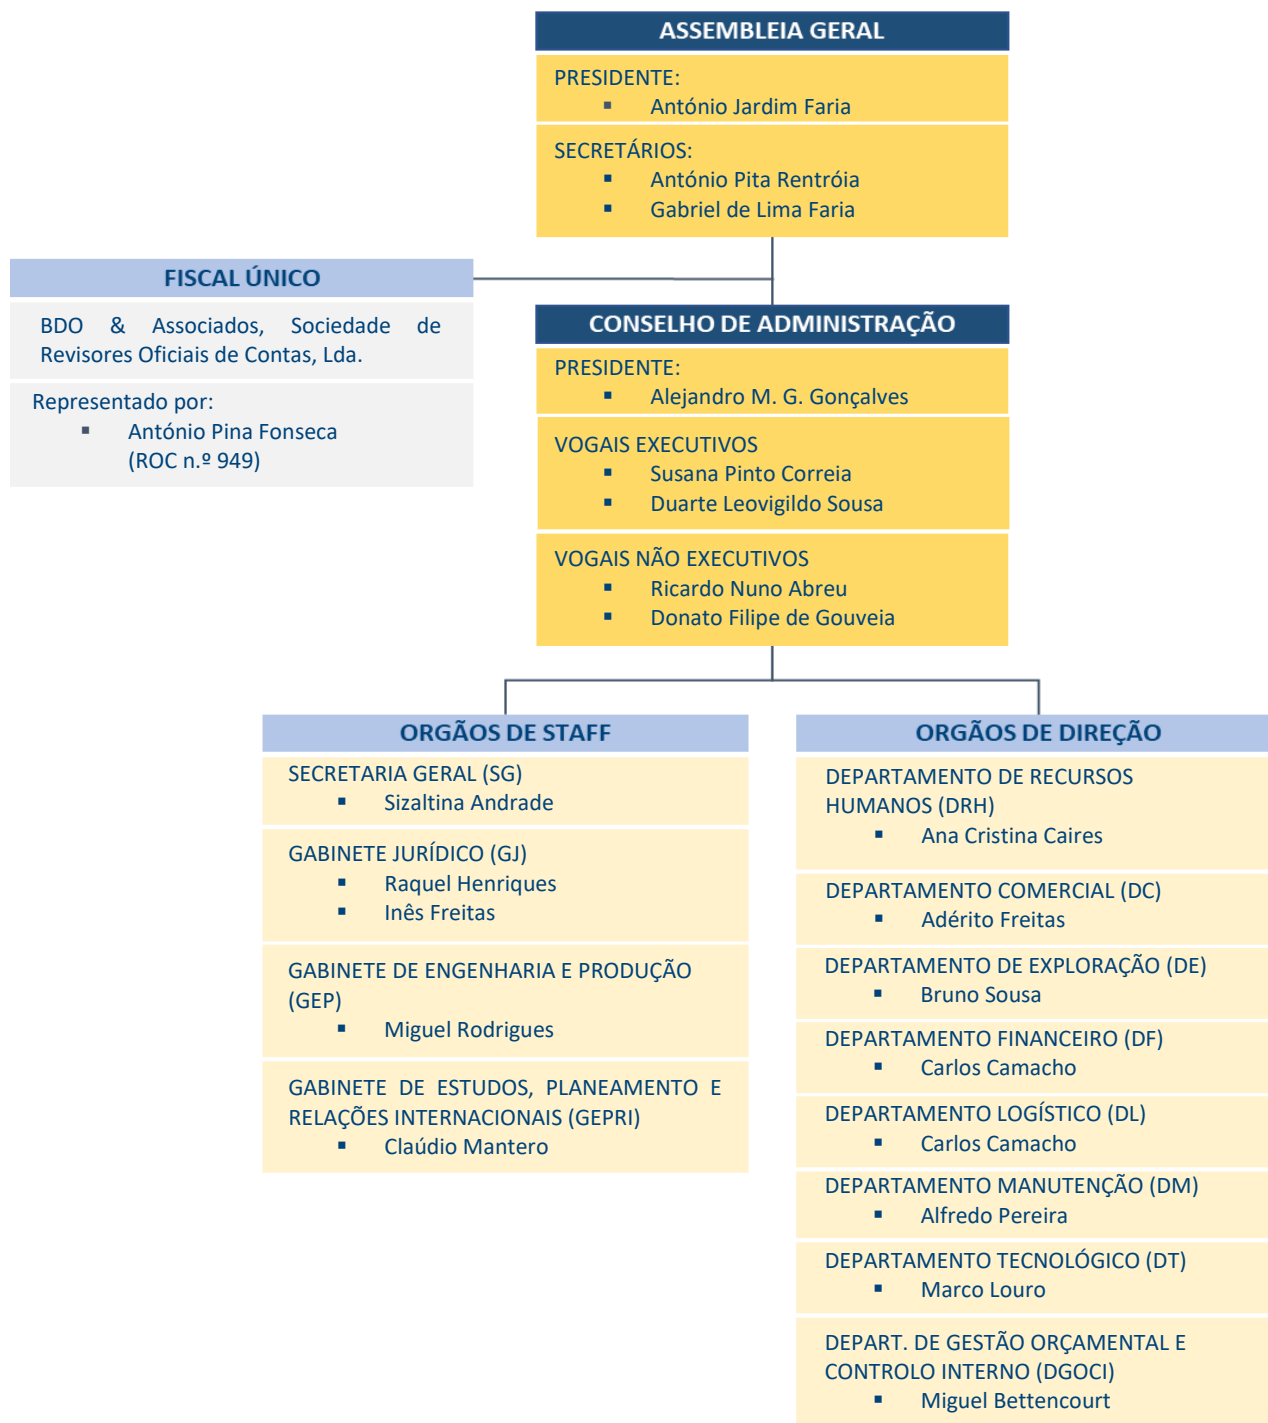 ASSEMBLEIA GERAL
PRESIDENTE:
▪ António Jardim Faria
SECRETÁRIOS:
▪ António Pita Rentróia
▪ Gabriel de Lima Faria
FISCAL ÚNICO
BDO & Associados, Sociedade de
Revisores Oficiais de Contas, Lda.
Representado por:
▪ António Pina Fonseca
(ROC n.º 949)
CONSELHO DE ADMINISTRAÇÃO
PRESIDENTE:
▪ Alejandro M. G. Gonçalves
VOGAIS EXECUTIVOS
▪ Susana Pinto Correia
▪ Duarte Leovigildo Sousa
VOGAIS NÃO EXECUTIVOS
▪ Ricardo Nuno Abreu
▪ Donato Filipe de Gouveia
ORGÃOS DE STAFF
SECRETARIA GERAL (SG)
▪ Sizaltina Andrade
GABINETE JURÍDICO (GJ)
▪ Raquel Henriques
▪ Inês Freitas
GABINETE DE ENGENHARIA E PRODUÇÃO
(GEP)
▪ Miguel Rodrigues
GABINETE DE ESTUDOS, PLANEAMENTO E
RELAÇÕES INTERNACIONAIS (GEPRI)
▪ Claúdio Mantero
ORGÃOS DE DIREÇÃO
DEPARTAMENTO DE RECURSOS
HUMANOS (DRH)
▪ Ana Cristina Caires
DEPARTAMENTO COMERCIAL (DC)
▪ Adérito Freitas
DEPARTAMENTO DE EXPLORAÇÃO (DE)
▪ Bruno Sousa
DEPARTAMENTO FINANCEIRO (DF)
▪ Carlos Camacho
DEPARTAMENTO LOGÍSTICO (DL)
▪ Carlos Camacho
DEPARTAMENTO MANUTENÇÃO (DM)
▪ Alfredo Pereira
DEPARTAMENTO TECNOLÓGICO (DT)
▪ Marco Louro
DEPART. DE GESTÃO ORÇAMENTAL E
CONTROLO INTERNO (DGOCI)
▪ Miguel Bettencourt